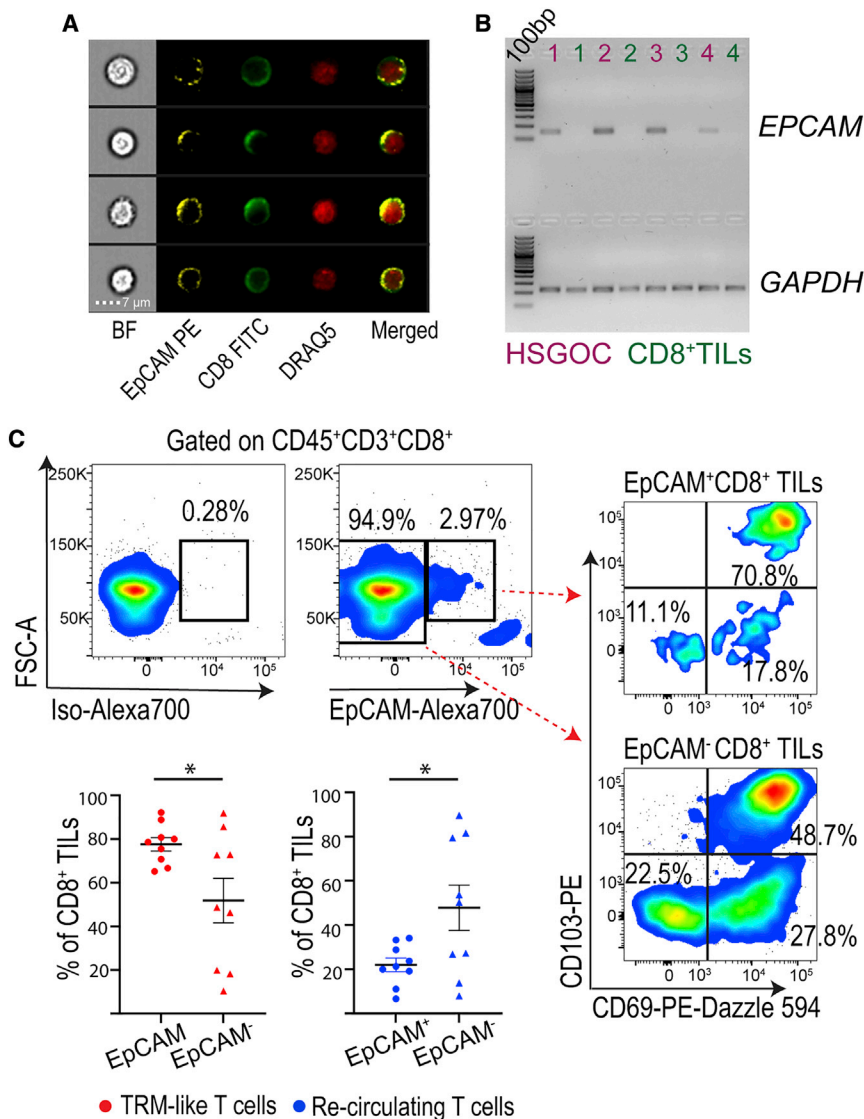 A
BF
EpCAM PE
CD8 FITC
DRAQ5
Merged
7 μm
B
100bp
1 1 2 2 3 3 4 4
EPCAM
GAPDH
HSGOC CD8⁺TILs
C
Gated on CD45⁺CD3⁺CD8⁺
250K
150K
50K
0.28%
0 10⁴ 10⁵
FSC-A
Iso-Alexa700
250K
150K
50K
94.9% 2.97%
0 10⁴ 10⁵
EpCAM-Alexa700
EpCAM⁺CD8⁺ TILs
10⁵
10⁴
10³
0
70.8%
11.1%
17.8%
0 10³ 10⁴ 10⁵
EpCAM⁻ CD8⁺ TILs
10⁵
10⁴
10³
0
48.7%
22.5%
27.8%
0 10³ 10⁴ 10⁵
CD103-PE
CD69-PE-Dazzle 594
*
100
80
60
40
20
% of CD8⁺ TILs
EpCAM
EpCAM⁻
*
100
80
60
40
20
% of CD8⁺ TILs
EpCAM⁺
EpCAM⁻
TRM-like T cells Re-circulating T cells